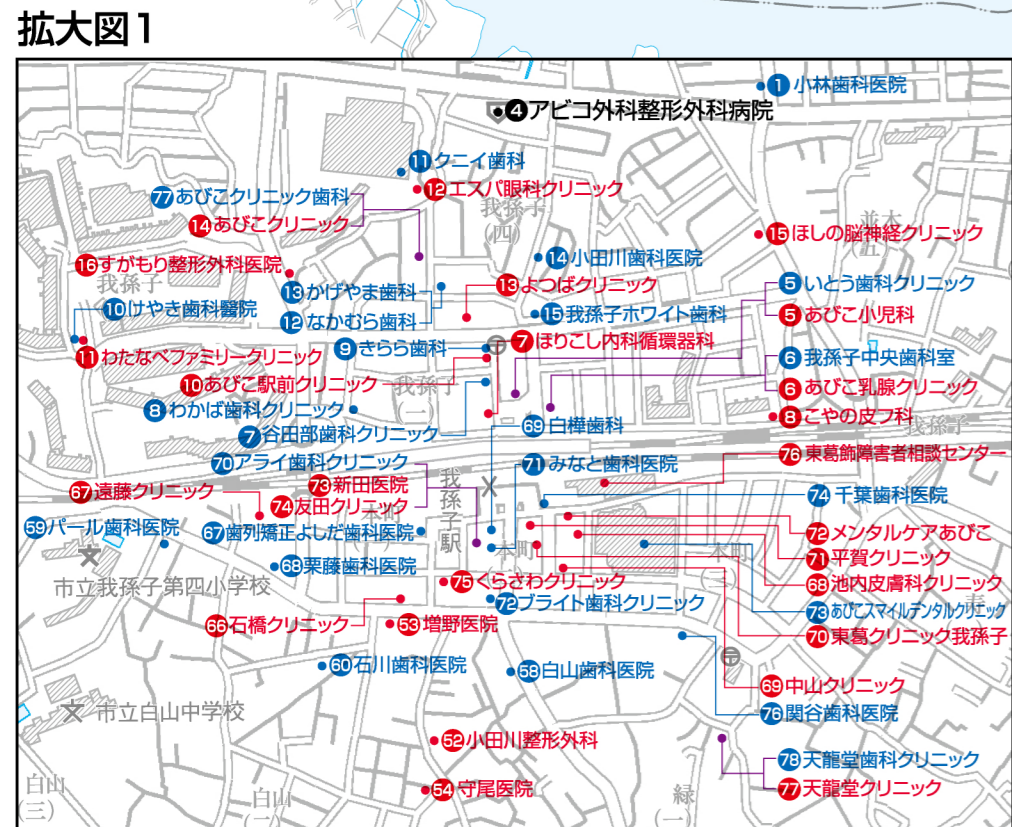 拡大図1
1 小林歯科医院
4 アビコ外科整形外科病院
11 クニイ歯科
12 エスパ眼科クリニック
77 あびこクリニック歯科
14 あびこクリニック
我孫子
(四)
並木
五
15 ほしの脳神経クリニック
16 すがもり整形外科医院
14 小田川歯科医院
我孫子
13 かげやま歯科
13 よつばクリニック
5 いとう歯科クリニック
10 けやき歯科醫院
12 なかむら歯科
15 我孫子ホワイト歯科
5 あびこ小児科
9 きらら歯科
7 ほりこし内科循環器科
11 わたなべファミリークリニック
6 我孫子中央歯科室
10 あびこ駅前クリニック
我孫子
(一)
6 あびこ乳腺クリニック
8 わかば歯科クリニック
8 こやの皮フ科
我孫子
7 谷田部歯科クリニック
69 白樺歯科
70 アライ歯科クリニック
71 みなと歯科医院
76 東葛飾障害者相談センター
67 遠藤クリニック
73 新田医院
我孫子駅
74 千葉歯科医院
74 友田クリニック
本町
59 パール歯科医院
67 歯列矯正よしだ歯科医院
72 メンタルケアあびこ
本町
本町
71 平賀クリニック
68 栗藤歯科医院
市立我孫子第四小学校
75 くらさわクリニック
68 池内皮膚科クリニック
72 ブライト歯科クリニック
73 あびこスマイルデンタルクリニック
66 石橋クリニック
53 増野医院
70 東葛クリニック我孫子
60 石川歯科医院
58 白山歯科医院
69 中山クリニック
市立白山中学校
76 関谷歯科医院
52 小田川整形外科
78 天龍堂歯科クリニック
白山
(三)
白山
54 守尾医院
緑
77 天龍堂クリニック